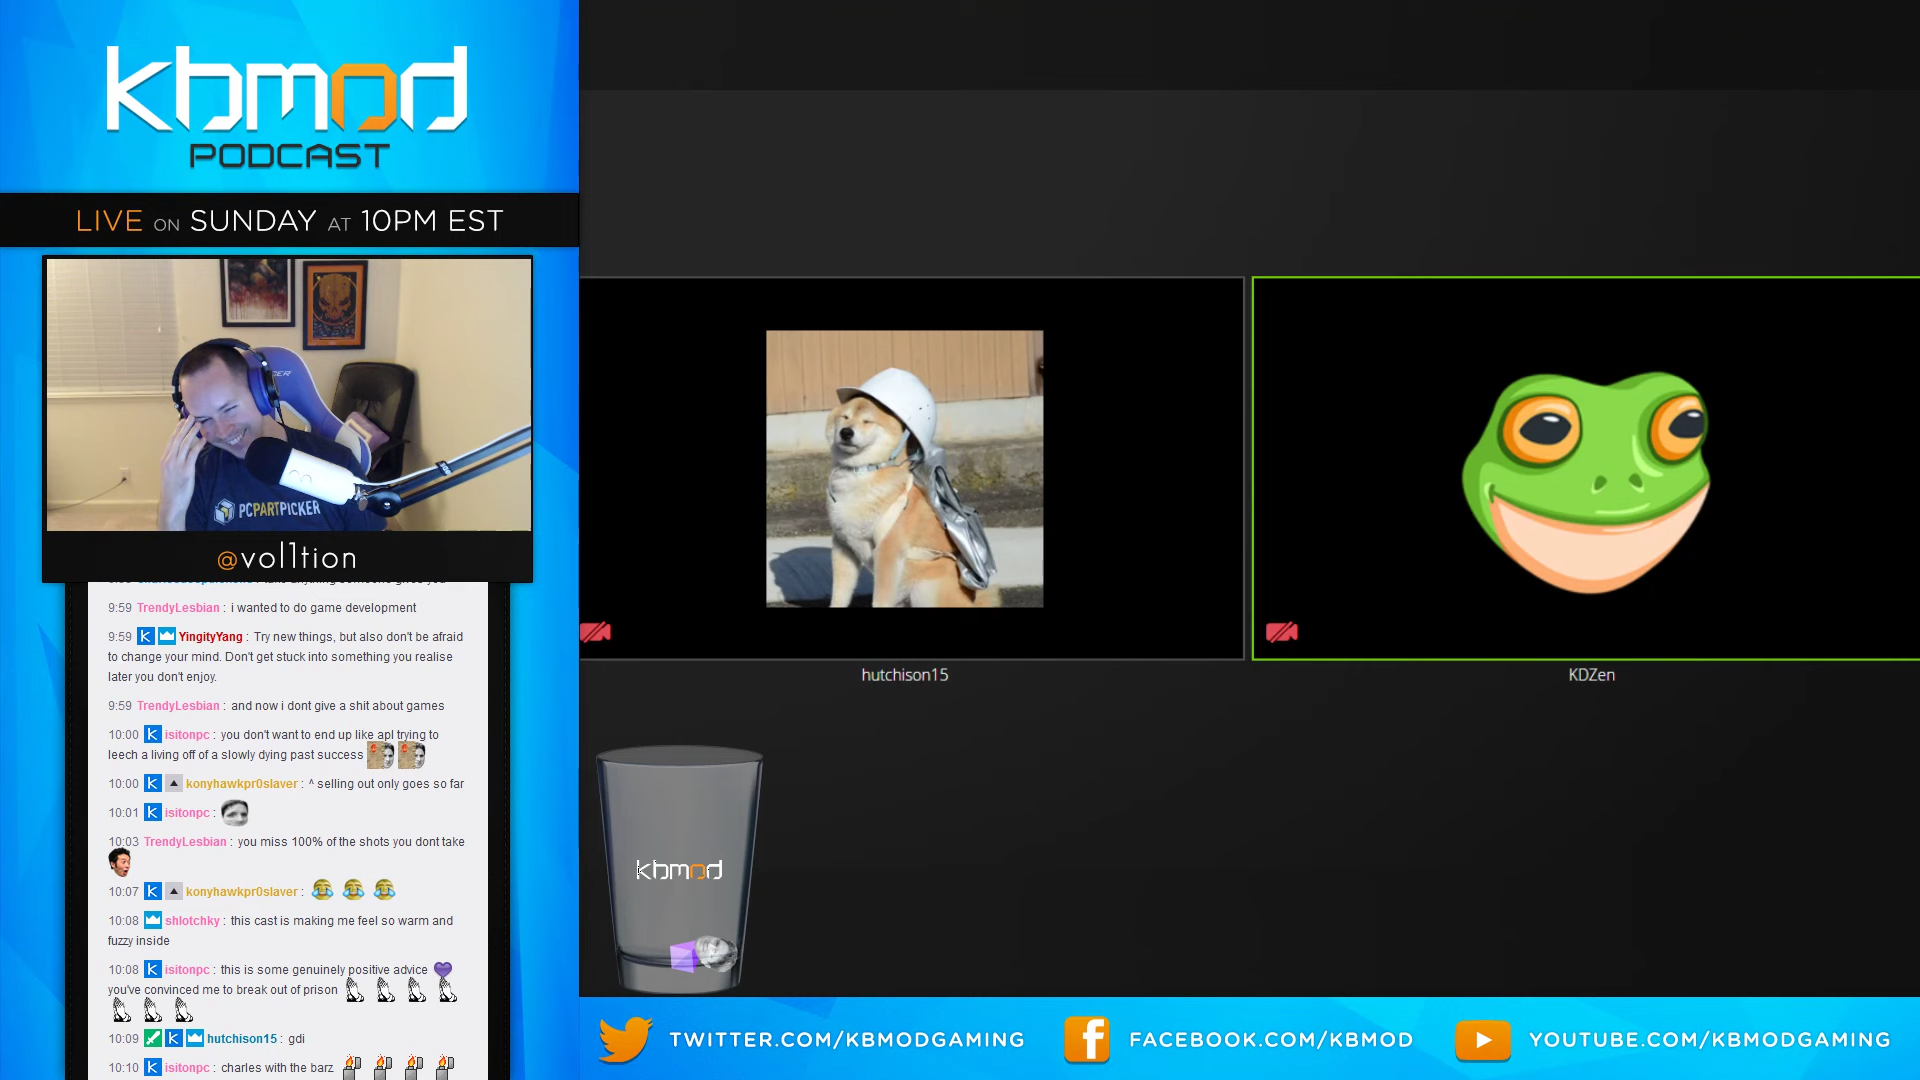 kbmod
PODCAST
LIVE ON SUNDAY AT 10PM EST
PCPARTPICKER
@vol1tion
9:59 TrendyLesbian : i wanted to do game development
9:59 YingityYang : Try new things, but also don't be afraid
to change your mind. Don't get stuck into something you realise
later you don't enjoy.
9:59 TrendyLesbian : and now i dont give a shit about games
10:00 isitonpc : you don't want to end up like apl trying to
leech a living off of a slowly dying past success
10:00 konyhawkpr0slaver : ^ selling out only goes so far
10:01 isitonpc :
10:03 TrendyLesbian : you miss 100% of the shots you dont take
10:07 konyhawkpr0slaver :
10:08 shlotchky : this cast is making me feel so warm and
fuzzy inside
10:08 isitonpc : this is some genuinely positive advice
you've convinced me to break out of prison
10:09 hutchison15 : gdi
10:10 isitonpc : charles with the barz
hutchison15
KDZen
kbmod
TWITTER.COM/KBMODGAMING
FACEBOOK.COM/KBMOD
YOUTUBE.COM/KBMODGAMING